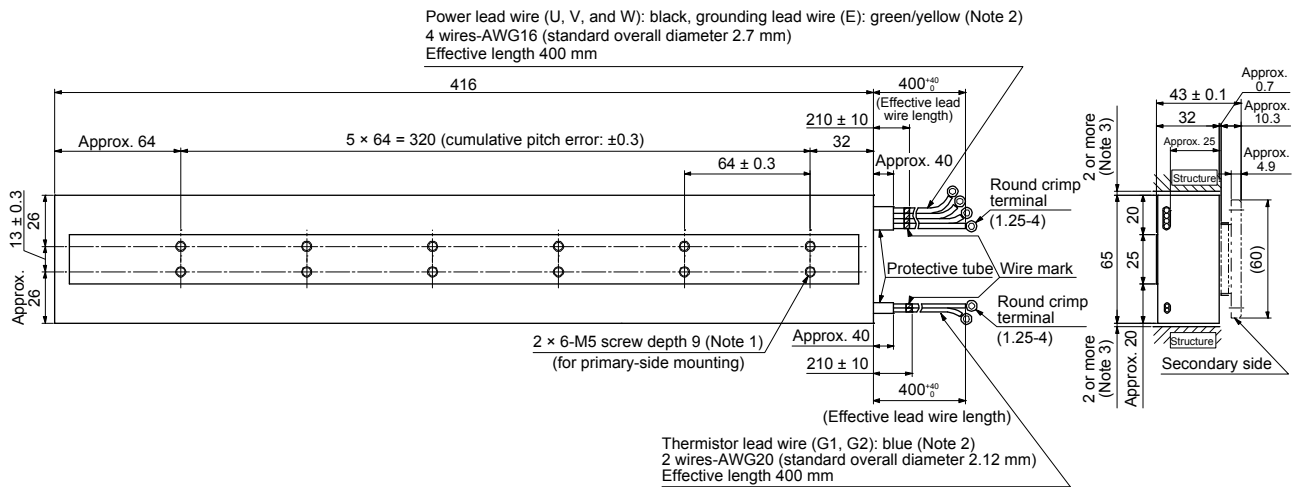 Power lead wire (U, V, and W): black, grounding lead wire (E): green/yellow (Note 2)
4 wires-AWG16 (standard overall diameter 2.7 mm)
Effective length 400 mm
416
400 +40 0
(Effective lead
wire length)
210 ± 10
Approx. 64
5 × 64 = 320 (cumulative pitch error: ±0.3)
32
64 ± 0.3
Approx. 40
Round crimp
terminal
(1.25-4)
26
13 ± 0.3
Approx.
26
Protective tube
Wire mark
Round crimp
terminal
(1.25-4)
2 × 6-M5 screw depth 9 (Note 1)
(for primary-side mounting)
Approx. 40
210 ± 10
400 +40 0
(Effective lead wire length)
Thermistor lead wire (G1, G2): blue (Note 2)
2 wires-AWG20 (standard overall diameter 2.12 mm)
Effective length 400 mm
Approx.
0.7
43 ± 0.1
Approx.
10.3
32
Approx. 25
Approx.
4.9
2 or more
(Note 3)
Structure
20
65
25
(60)
Structure
2 or more
(Note 3)
Approx. 20
Secondary side